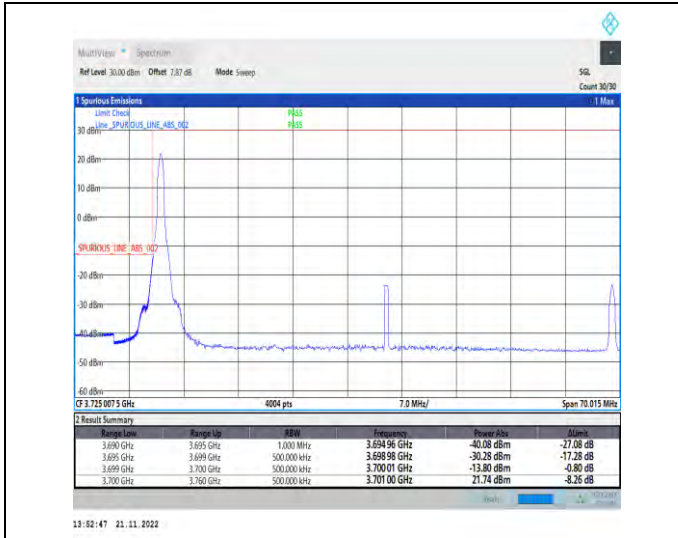 MultiView Spectrum
Ref Level 30.00 dBm Offset 7.87 dB Mode Sweep SGL
Count 30/30
1 Spurious Emissions 1 Max
Limit Check PASS
Line _SPURIOUS_LINE_ABS_002 PASS
30 dBm
20 dBm
10 dBm
0 dBm
SPURIOUS_LINE_ABS_002
-20 dBm
-30 dBm
-40 dBm
-50 dBm
-60 dBm
CF 3.725 007 5 GHz 4004 pts 7.0 MHz/ Span 70.015 MHz
2 Result Summary
Range Low Range Up RBW Frequency Power Abs ΔLimit
3.690 GHz 3.695 GHz 1.000 MHz 3.694 96 GHz -40.08 dBm -27.08 dB
3.695 GHz 3.699 GHz 500.000 kHz 3.698 98 GHz -30.28 dBm -17.28 dB
3.699 GHz 3.700 GHz 500.000 kHz 3.700 01 GHz -13.80 dBm -0.80 dB
3.700 GHz 3.760 GHz 500.000 kHz 3.701 00 GHz 21.74 dBm -8.26 dB
13:52:47 21.11.2022